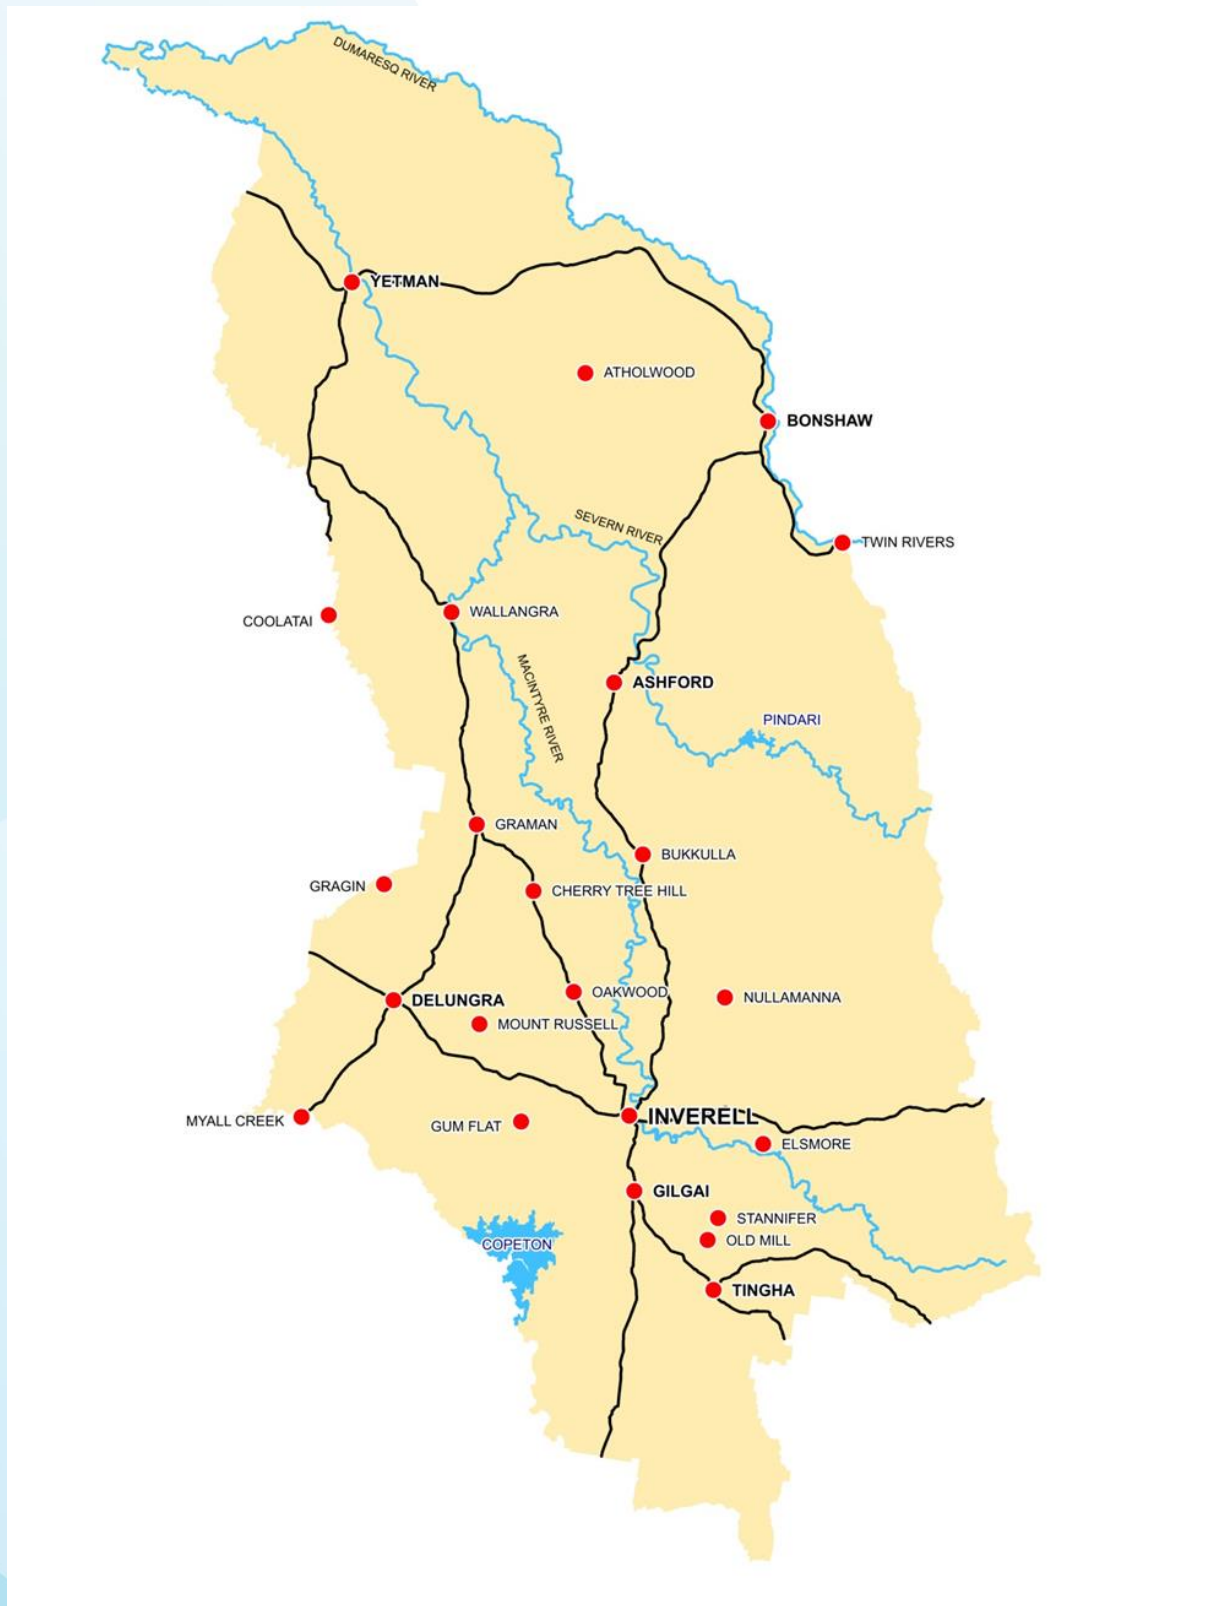 DUMARESQ RIVER
YETMAN
ATHOLWOOD
BONSHAW
SEVERN RIVER
TWIN RIVERS
COOLATAI
WALLANGRA
MACINTYRE RIVER
ASHFORD
PINDARI
GRAMAN
BUKKULLA
GRAGIN
CHERRY TREE HILL
OAKWOOD
NULLAMANNA
DELUNGRA
MOUNT RUSSELL
MYALL CREEK
GUM FLAT
INVERELL
ELSMORE
GILGAI
STANNIFER
OLD MILL
COPETON
TINGHA